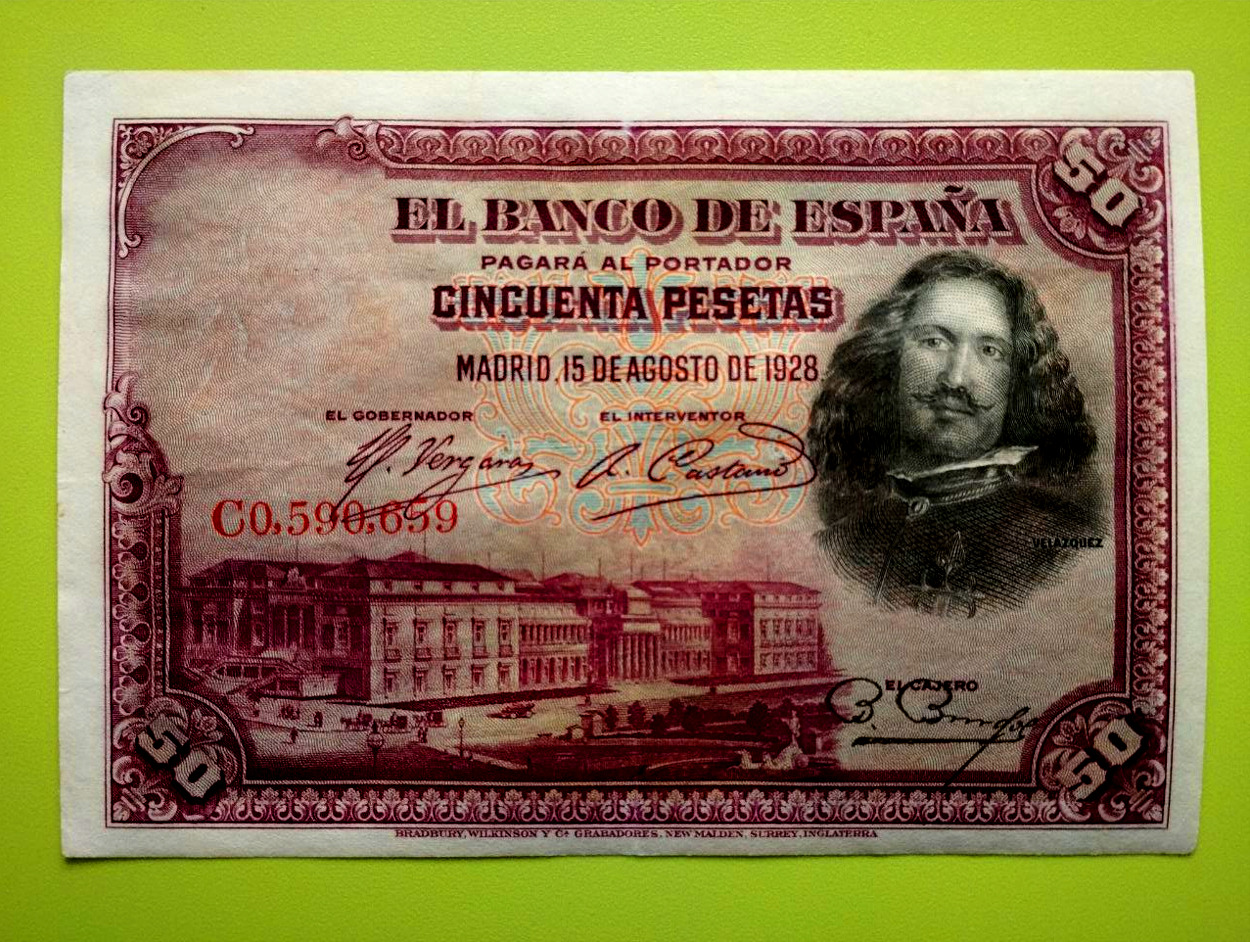 50
EL BANCO DE ESPAÑA
PAGARÁ AL PORTADOR
CINCUENTA PESETAS
MADRID, 15 DE AGOSTO DE 1928
EL GOBERNADOR EL INTERVENTOR
C0,590,659
VELAZQUEZ
EL CAJERO
50 50
BRADBURY, WILKINSON Y Cª GRABADORES, NEW MALDEN, SURREY, INGLATERRA